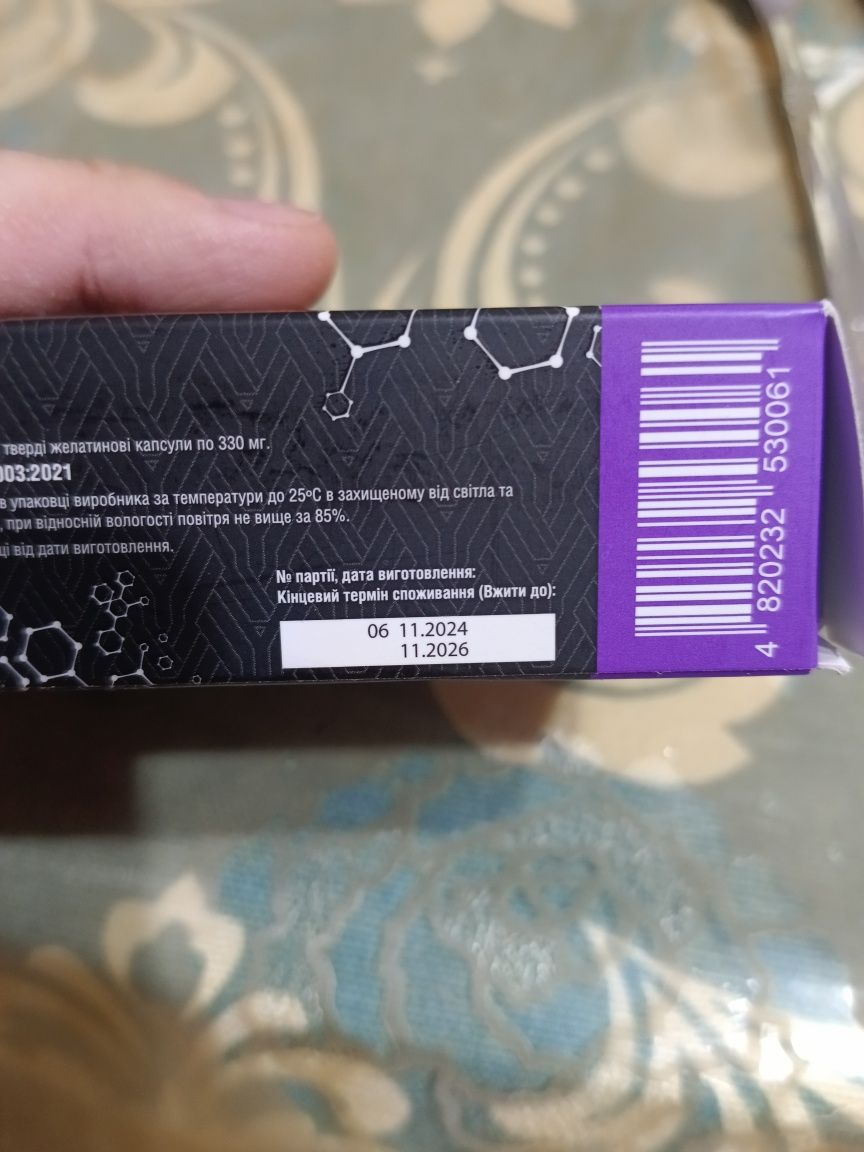 тверді желатинові капсули по 330 мг.
003:2021
в упаковці виробника за температури до 25ºС в захищеному від світла та
, при відносній вологості повітря не вище за 85%.
ці від дати виготовлення.
№ партії, дата виготовлення:
Кінцевий термін споживання (Вжити до):
06 11.2024
11.2026
4 820232 530061